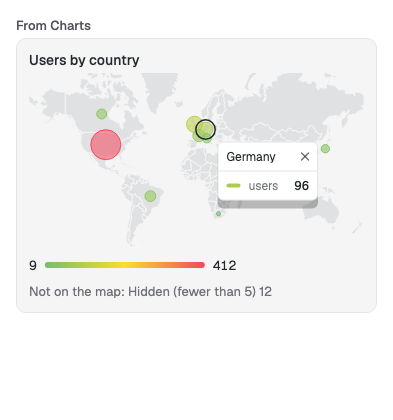 From Charts
Users by country
Germany
users 96
9 412
Not on the map: Hidden (fewer than 5) 12